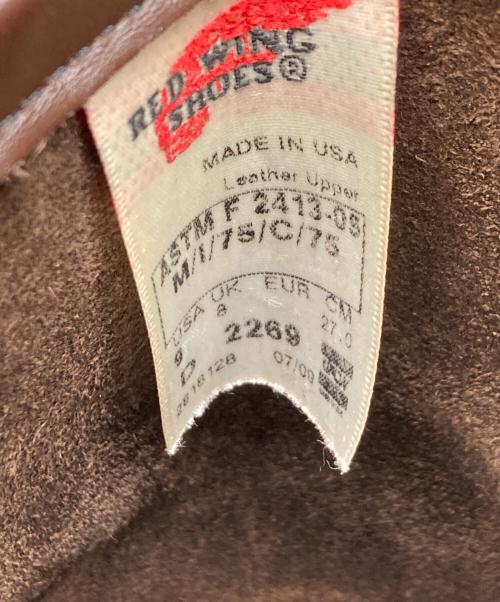 RED WING
SHOES®
MADE IN USA
Leather Upper
ASTM F 2413-05
M/I/75/C/75
USA UK EUR CM
9 8 27.0
D 2269
2818128 07/09